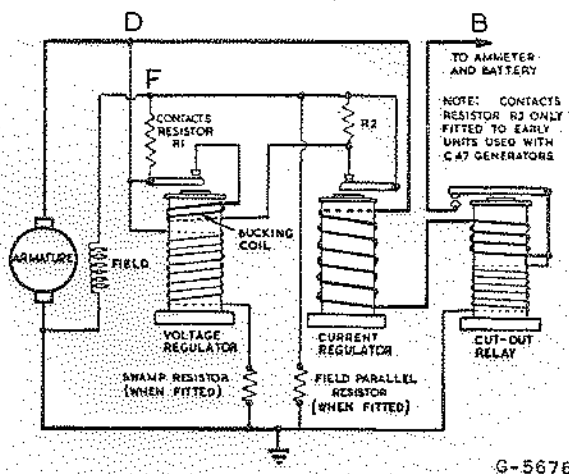 D
B
F
TO AMMETER
AND BATTERY
CONTACTS
RESISTOR
R1
R2
NOTE: CONTACTS
RESISTOR R2 ONLY
FITTED TO EARLY
UNITS USED WITH
C47 GENERATORS
ARMATURE
FIELD
BUCKING
COIL
VOLTAGE
REGULATOR
CURRENT
REGULATOR
CUT-OUT
RELAY
SWAMP RESISTOR
(WHEN FITTED)
FIELD PARALLEL
RESISTOR
(WHEN FITTED)
G-5678